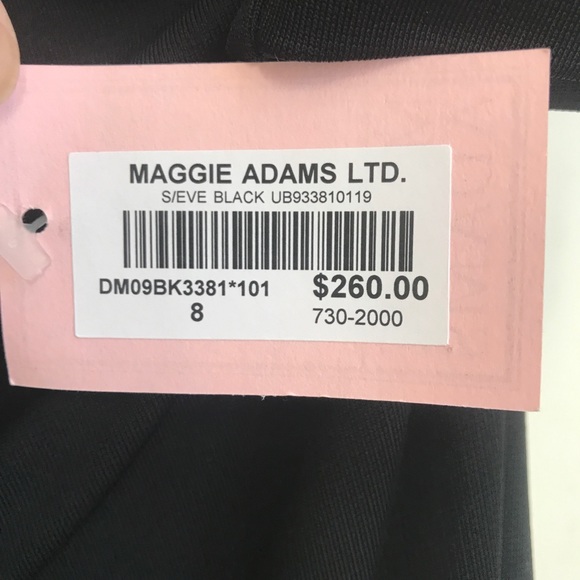 MAGGIE ADAMS LTD.
S/EVE BLACK UB933810119
DM09BK3381*101 $260.00
8 730-2000